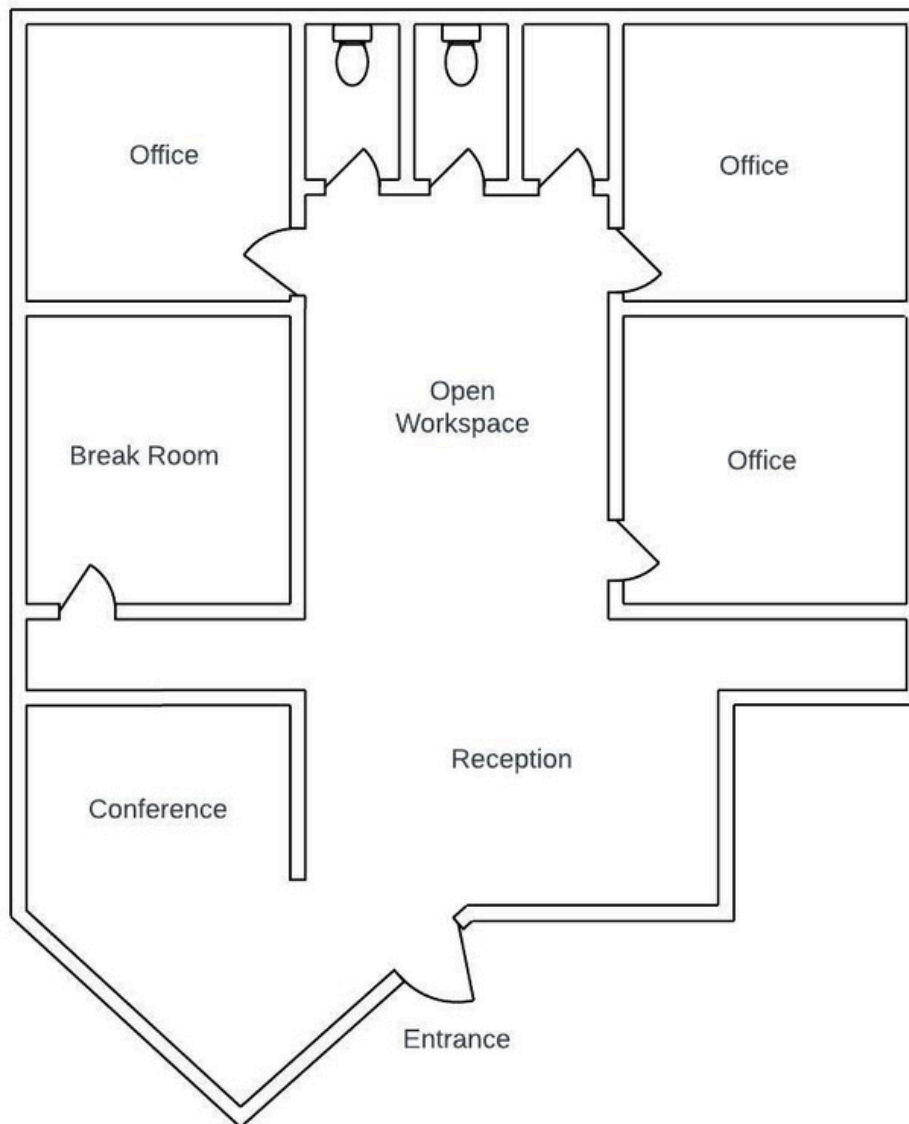 Office
Office
Open
Workspace
Break Room
Office
Reception
Conference
Entrance